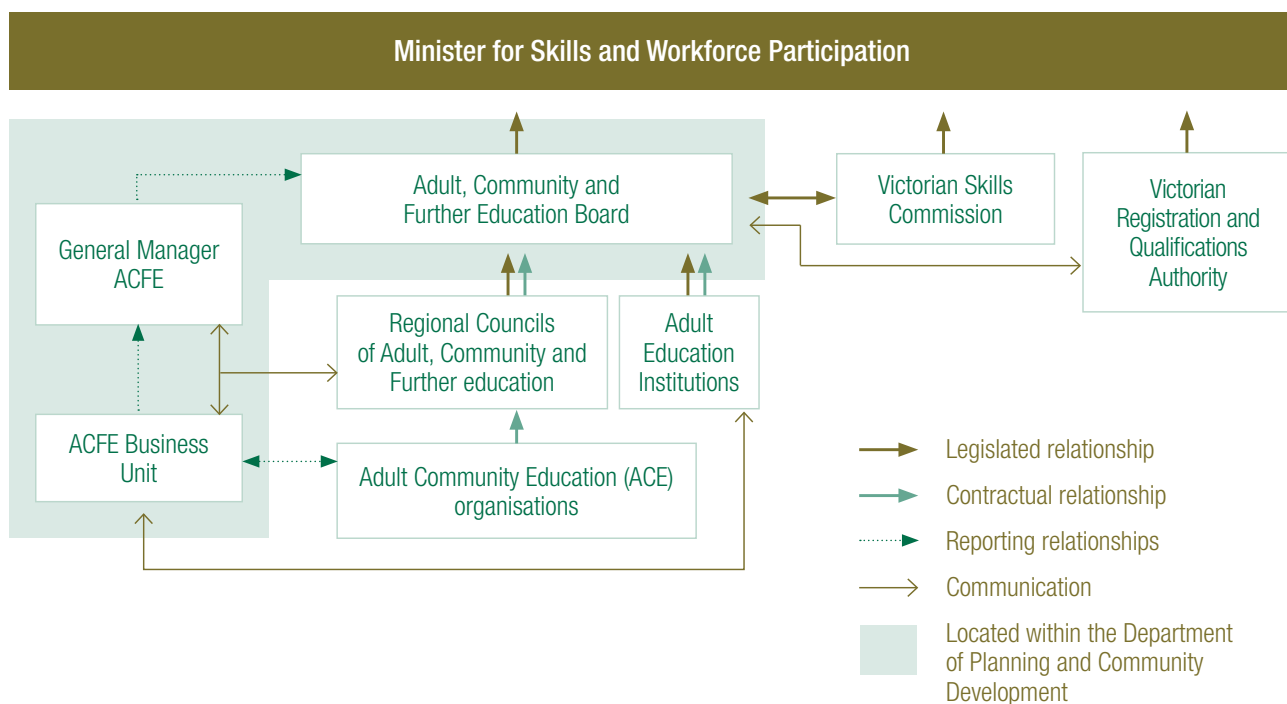 Minister for Skills and Workforce Participation
Adult, Community and
Further Education Board
Victorian Skills
Commission
Victorian
Registration and
Qualifications
Authority
General Manager
ACFE
Regional Councils
of Adult, Community and
Further education
Adult
Education
Institutions
ACFE Business
Unit
Adult Community Education (ACE)
organisations
Legislated relationship
Contractual relationship
Reporting relationships
Communication
Located within the Department
of Planning and Community
Development